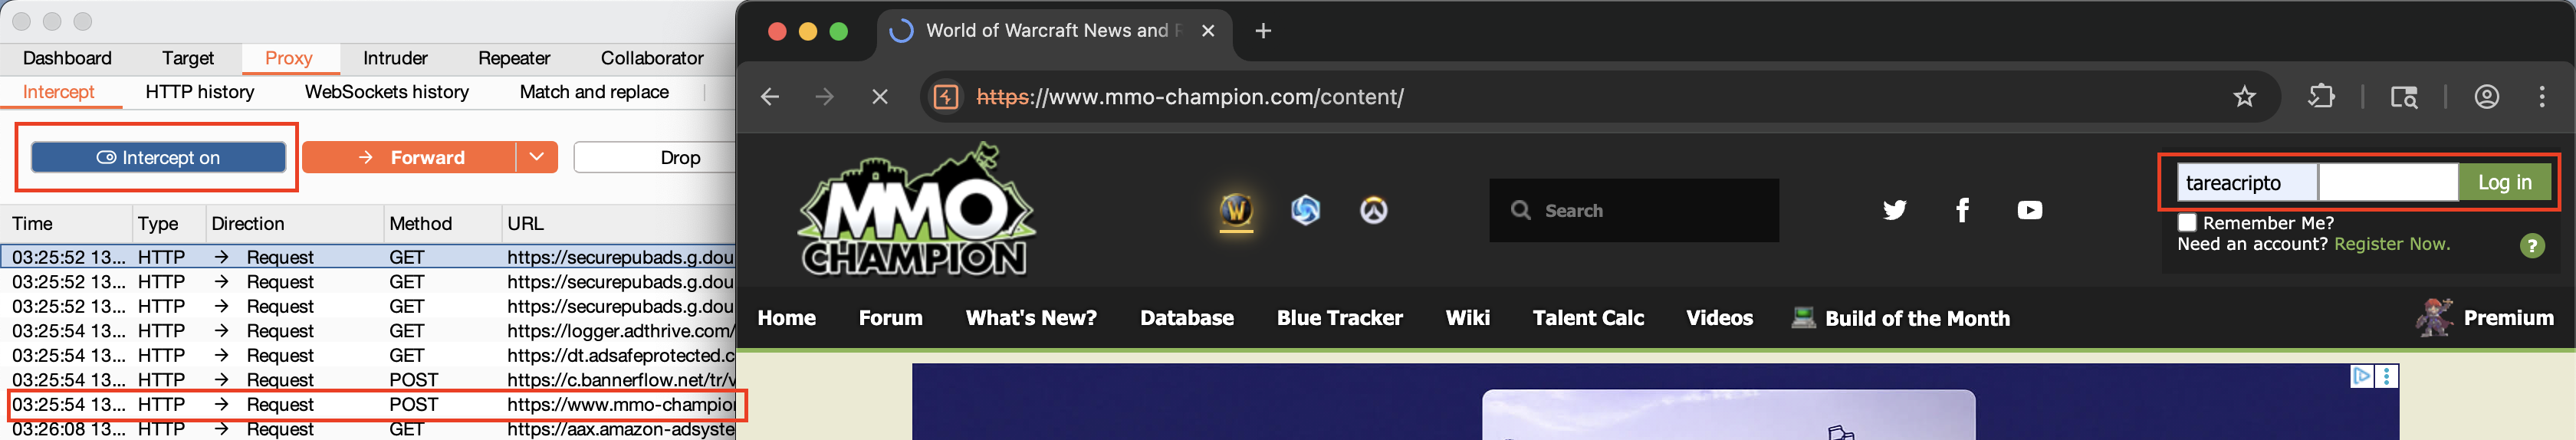 Dashboard Target Proxy Intruder Repeater Collaborator
Intercept HTTP history WebSockets history Match and replace
Intercept on Forward Drop
Time Type Direction Method URL
03:25:52 13... HTTP → Request GET https://securepubads.g.dou
03:25:52 13... HTTP → Request GET https://securepubads.g.dou
03:25:52 13... HTTP → Request GET https://securepubads.g.dou
03:25:54 13... HTTP → Request GET https://logger.adthrive.com/
03:25:54 13... HTTP → Request GET https://dt.adsafeprotected.c
03:25:54 13... HTTP → Request POST https://c.bannerflow.net/tr/v
03:25:54 13... HTTP → Request POST https://www.mmo-champion
03:26:08 13... HTTP → Request GET https://aax.amazon-adsyste
World of Warcraft News and R
https://www.mmo-champion.com/content/
MMO
CHAMPION
Search
tareacripto Log in
Remember Me?
Need an account? Register Now. ?
Home Forum What's New? Database Blue Tracker Wiki Talent Calc Videos Build of the Month Premium